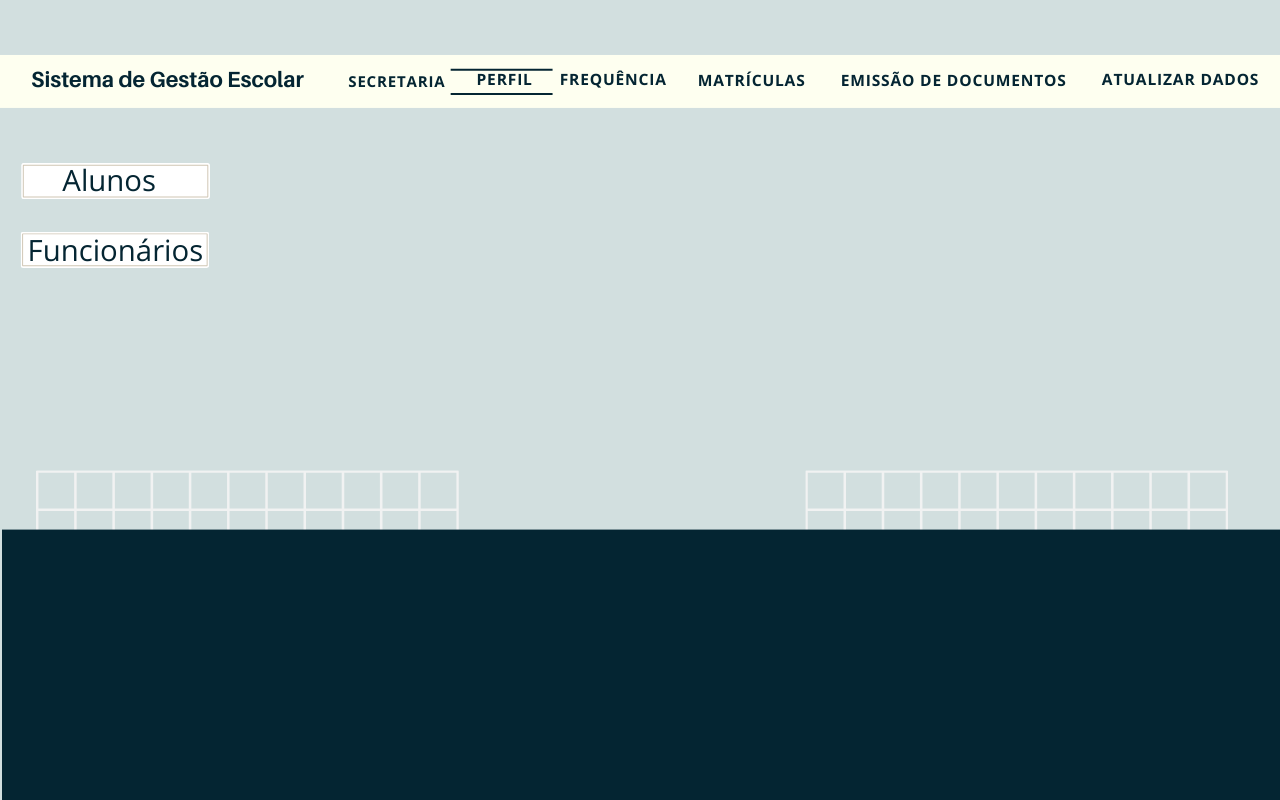 Sistema de Gestão Escolar SECRETARIA PERFIL FREQUÊNCIA MATRÍCULAS EMISSÃO DE DOCUMENTOS ATUALIZAR DADOS
Alunos
Funcionários